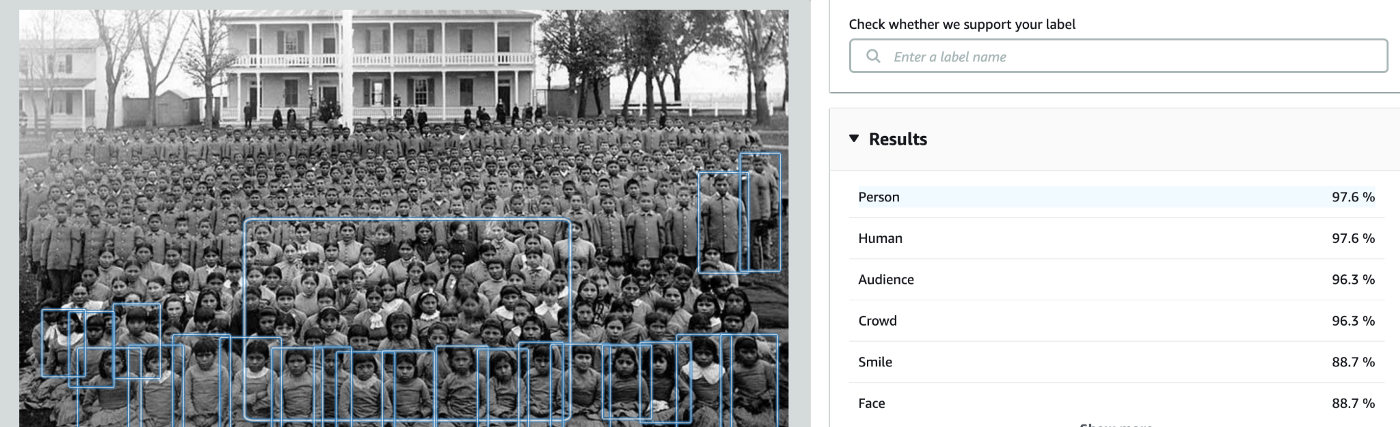 Check whether we support your label
Enter a label name
Results
Person 97.6 %
Human 97.6 %
Audience 96.3 %
Crowd 96.3 %
Smile 88.7 %
Face 88.7 %